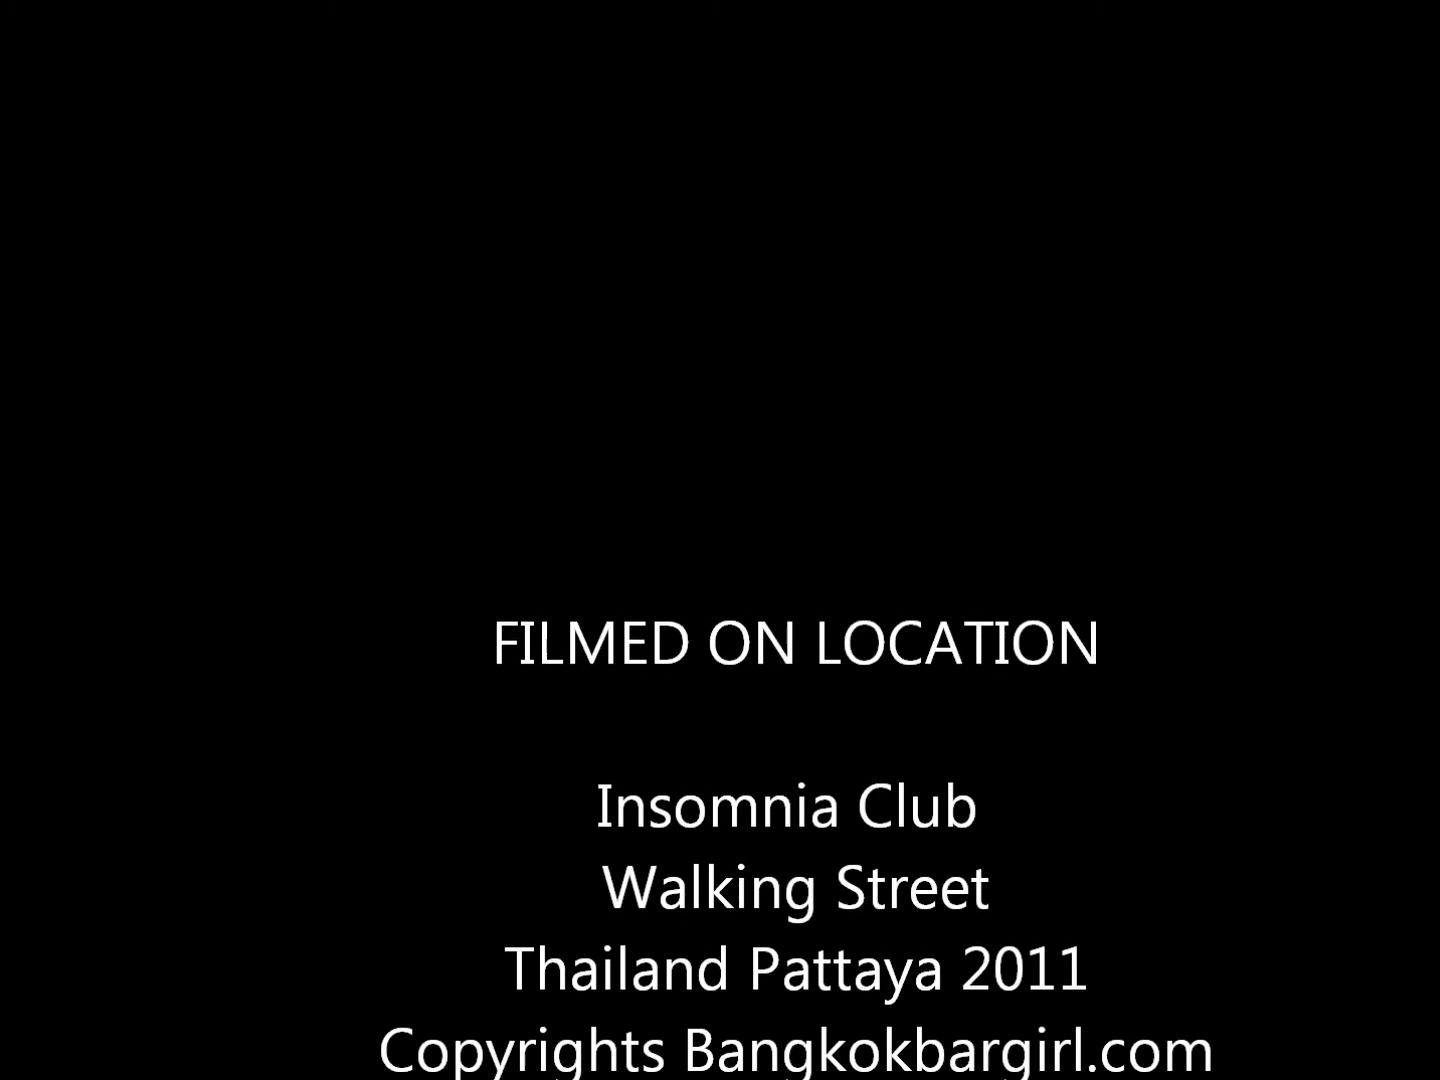 FILMED ON LOCATION
Insomnia Club
Walking Street
Thailand Pattaya 2011
Copyrights Bangkokbargirl.com